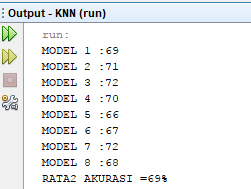 Output - KNN (run)
run:
MODEL 1 :69
MODEL 2 :71
MODEL 3 :72
MODEL 4 :70
MODEL 5 :66
MODEL 6 :67
MODEL 7 :72
MODEL 8 :68
RATA2 AKURASI =69%